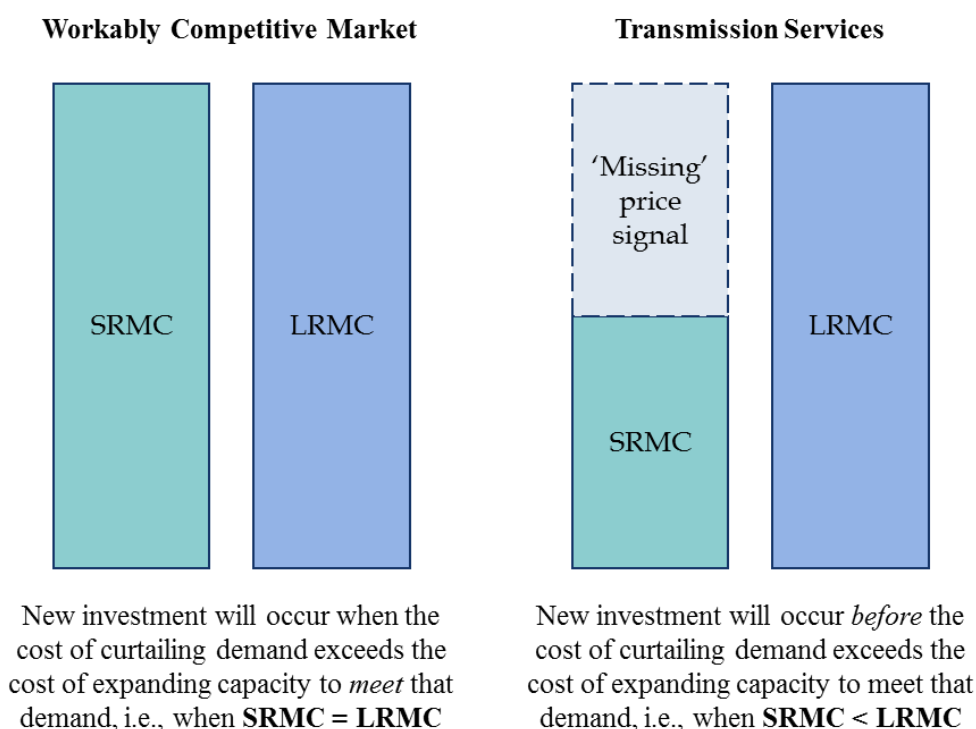 Workably Competitive Market
SRMC
LRMC
New investment will occur when the
cost of curtailing demand exceeds the
cost of expanding capacity to meet that
demand, i.e., when SRMC = LRMC
Transmission Services
‘Missing’
price
signal
SRMC
LRMC
New investment will occur before the
cost of curtailing demand exceeds the
cost of expanding capacity to meet that
demand, i.e., when SRMC < LRMC